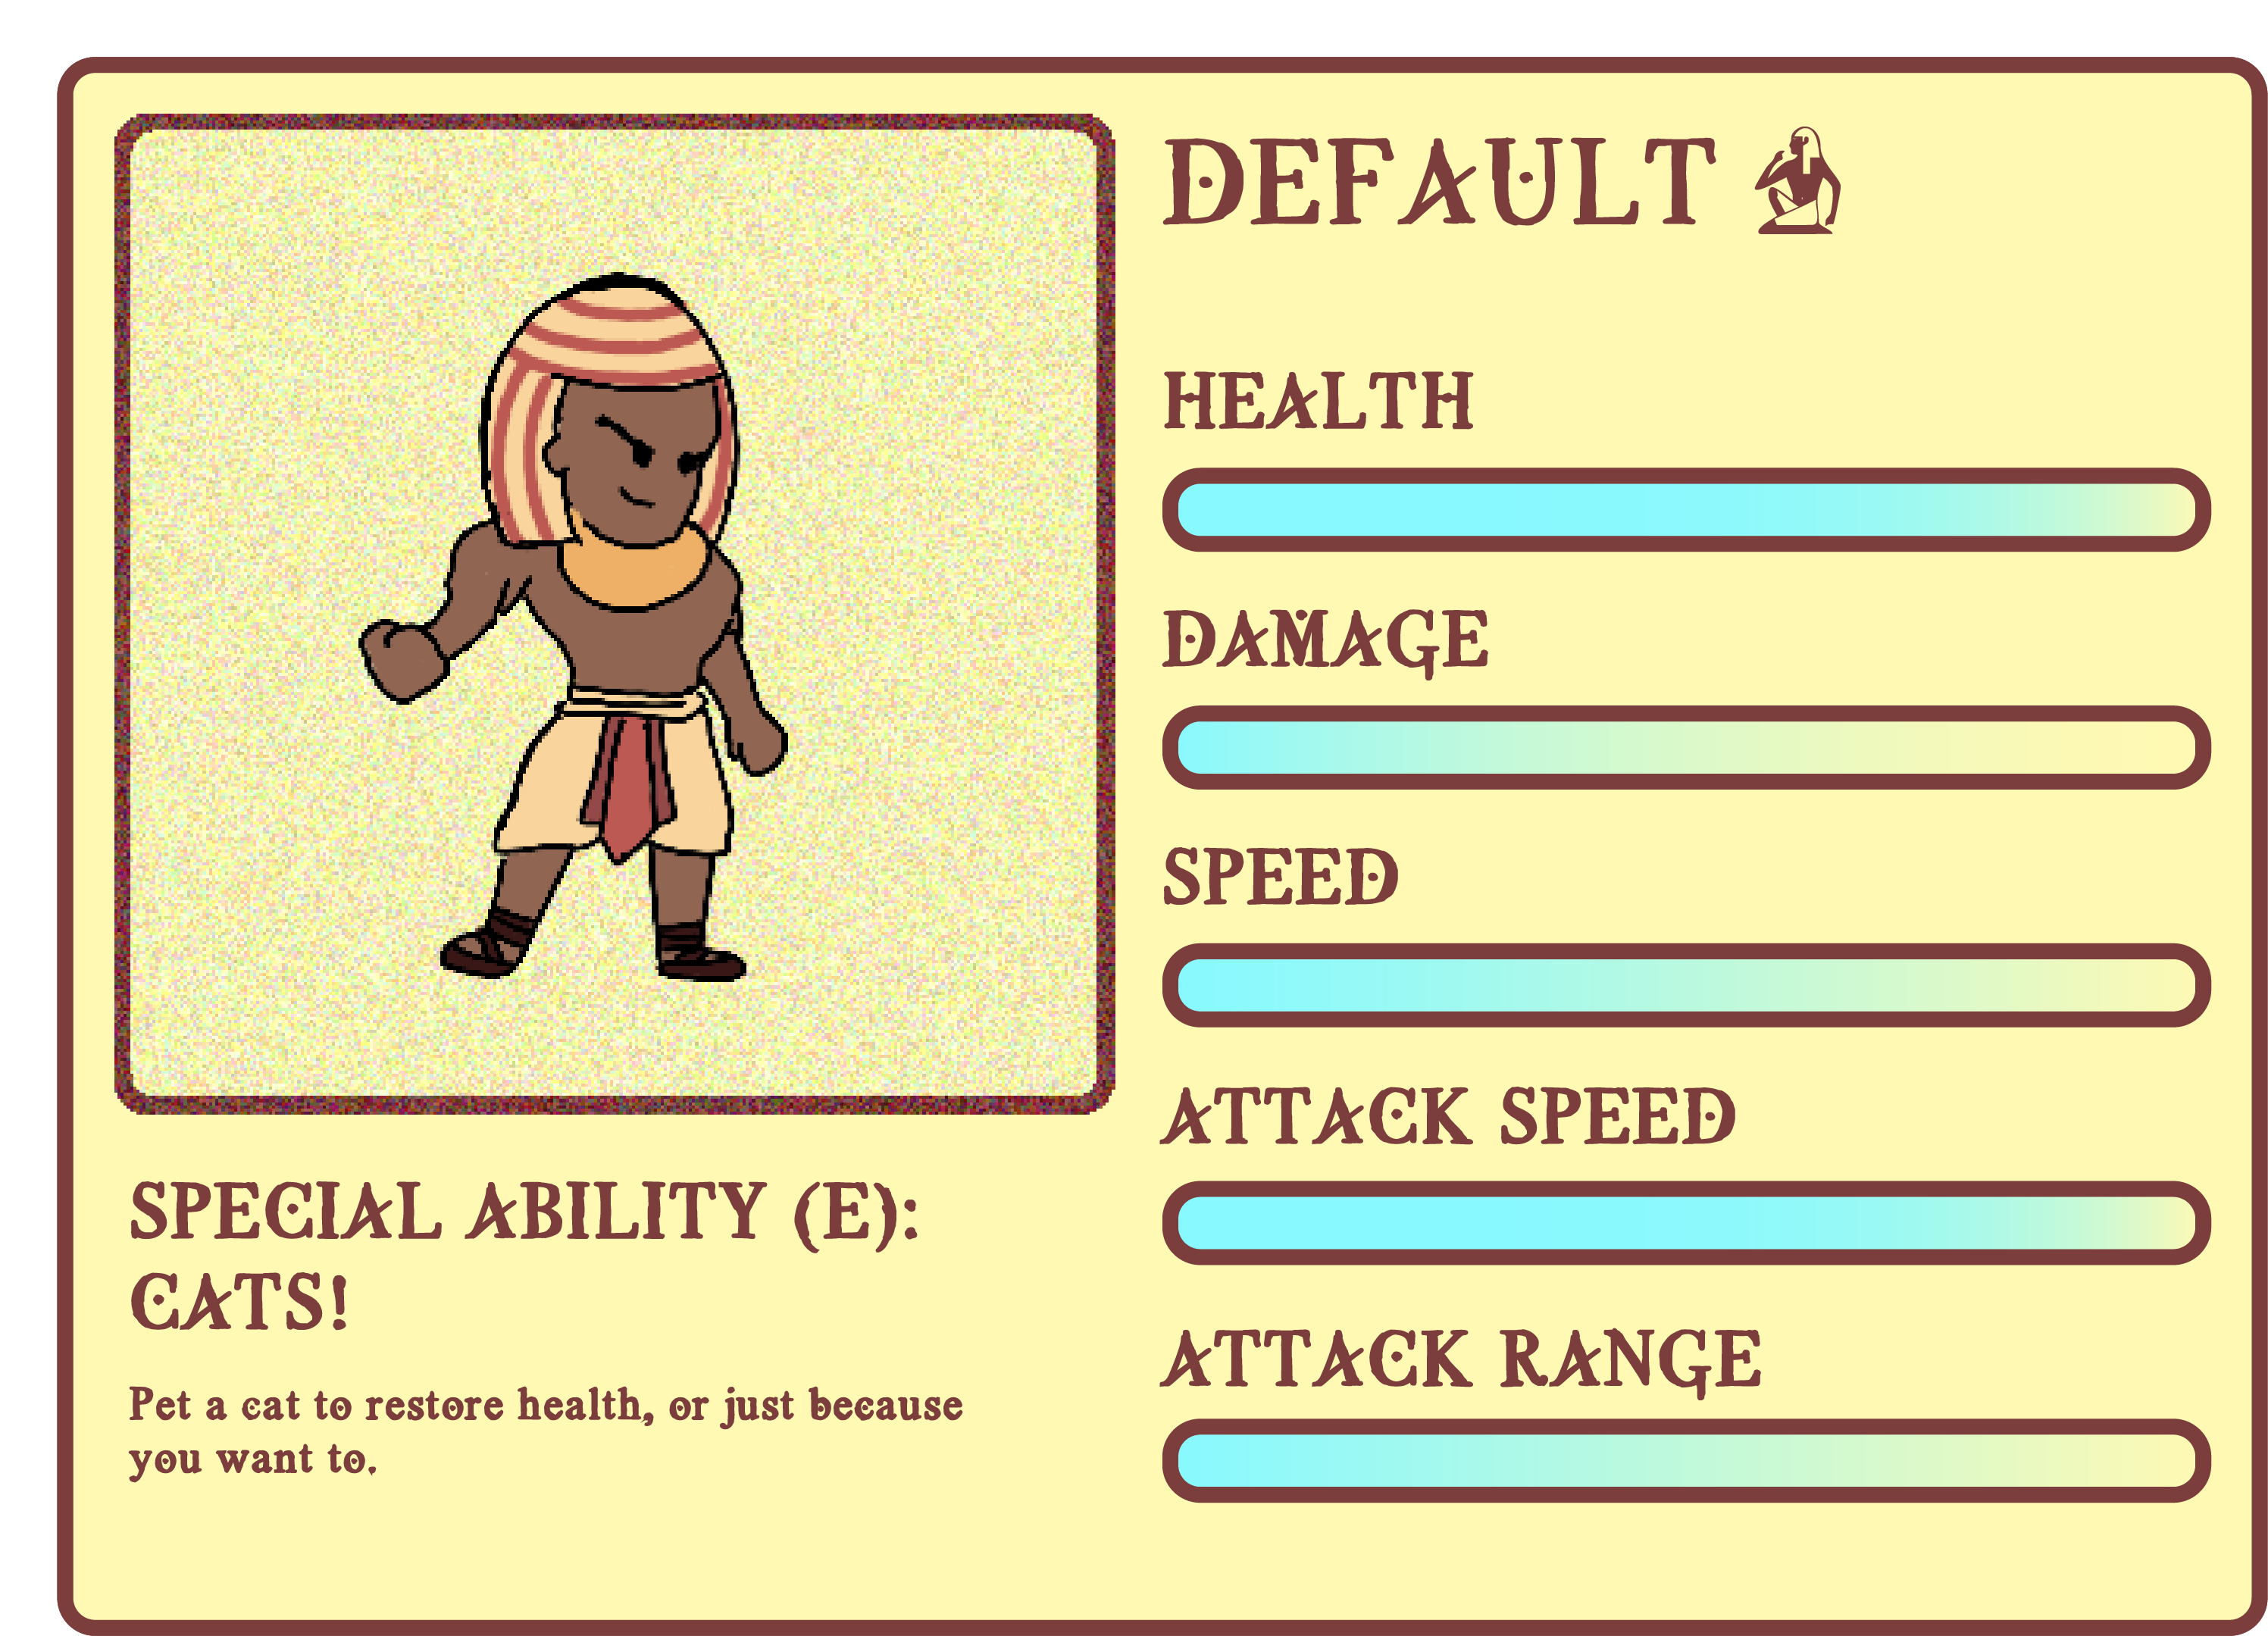 DEFAULT 𓀀
HEALTH
DAMAGE
SPEED
ATTACK SPEED
ATTACK RANGE
SPECIAL ABILITY (E):
CATS!
Pet a cat to restore health, or just because
you want to.